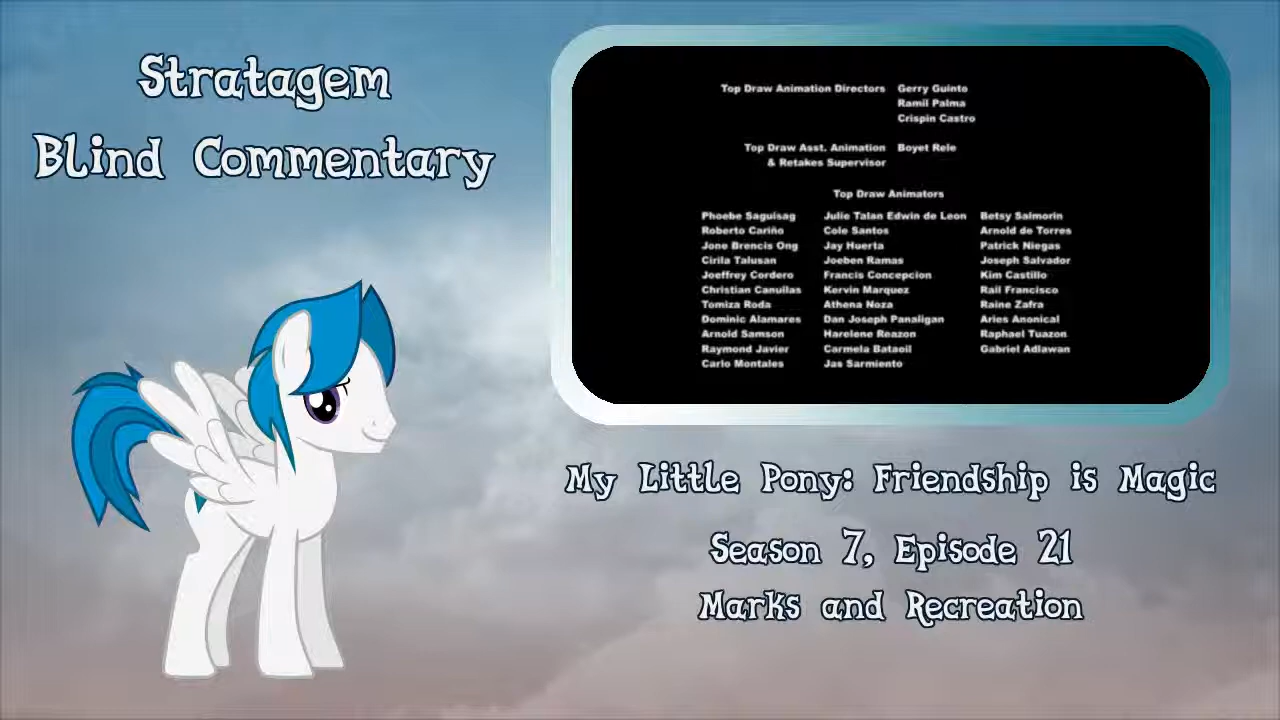 Stratagem
Blind Commentary
Top Draw Animation Directors Gerry Guinto
Ramil Palma
Crispin Castro
Top Draw Asst. Animation Boyet Rele
& Retakes Supervisor
Top Draw Animators
Phoebe Saguisag Julie Talan Edwin de Leon Betsy Salmorin
Roberto Cariño Cole Santos Arnold de Torres
Jone Brencis Ong Jay Huerta Patrick Niegas
Cirila Talusan Joeben Ramas Joseph Salvador
Joeffrey Cordero Francis Concepcion Kim Castillo
Christian Canuilas Kervin Marquez Rail Francisco
Tomiza Roda Athena Noza Raine Zafra
Dominic Alamares Dan Joseph Panaligan Aries Anonical
Arnold Samson Harelene Reazon Raphael Tuazon
Raymond Javier Carmela Bataoil Gabriel Adlawan
Carlo Montales Jas Sarmiento
My Little Pony: Friendship is Magic
Season 7, Episode 21
Marks and Recreation